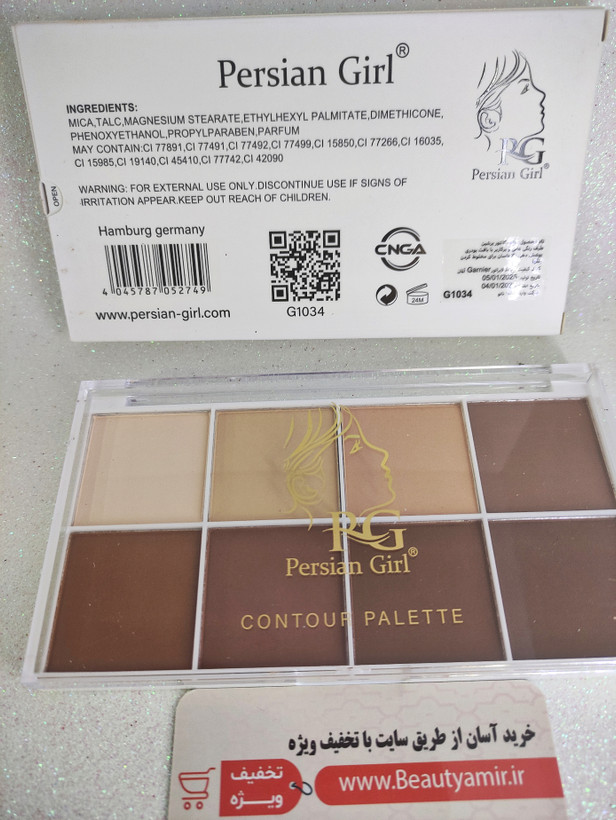 Persian Girl®
INGREDIENTS:
MICA,TALC,MAGNESIUM STEARATE,ETHYLHEXYL PALMITATE,DIMETHICONE,
PHENOXYETHANOL,PROPYLPARABEN,PARFUM
MAY CONTAIN:CI 77891,CI 77491,CI 77492,CI 77499,CI 15850,CI 77266,CI 16035,
CI 15985,CI 19140,CI 45410,CI 77742,CI 42090
WARNING: FOR EXTERNAL USE ONLY.DISCONTINUE USE IF SIGNS OF
IRRITATION APPEAR.KEEP OUT REACH OF CHILDREN.
OPEN
PG
Persian Girl®
Hamburg germany
4 045787 052749
www.persian-girl.com
G1034
CNGA
24M
Garnier
G1034
PG
Persian Girl®
CONTOUR PALETTE
خرید آسان از طریق سایت با تخفیف ویژه
تخفیف
ویژه
www.Beautyamir.ir